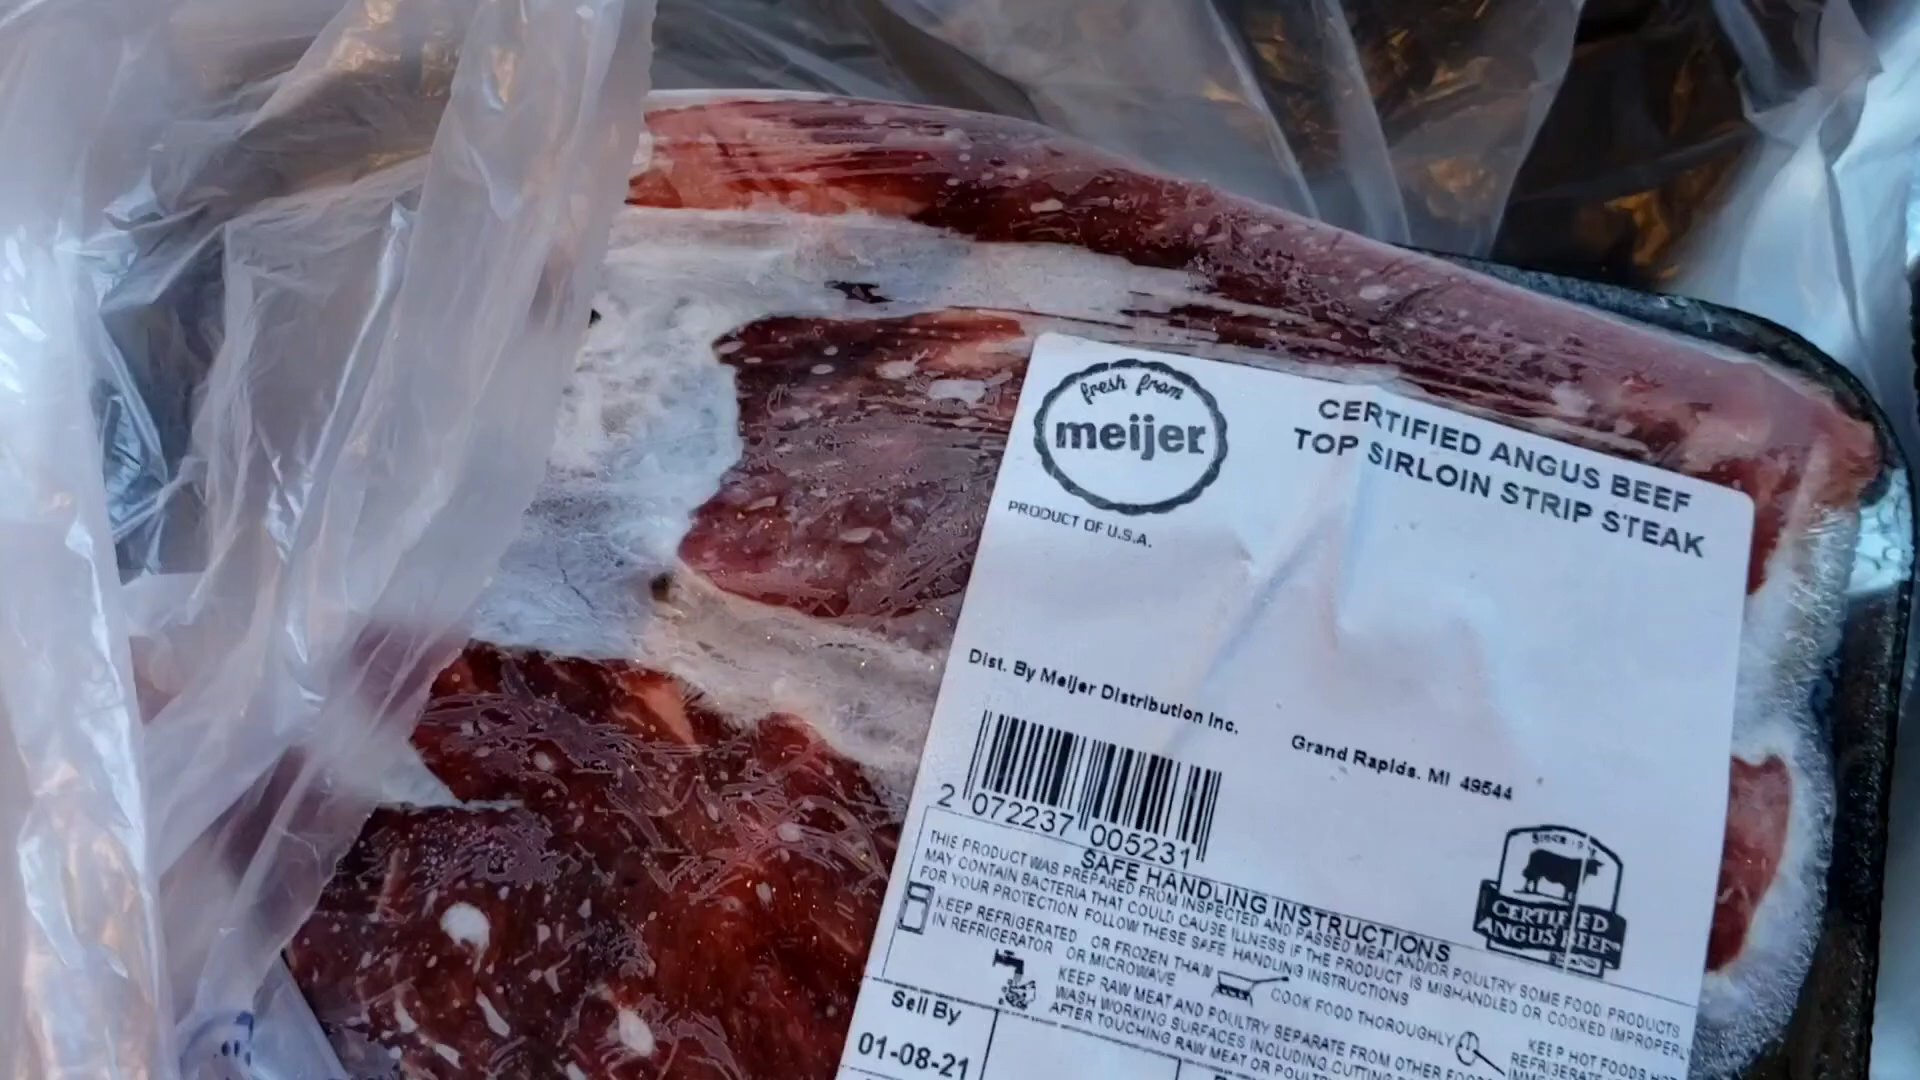 fresh from
meijer
PRODUCT OF U.S.A.
CERTIFIED ANGUS BEEF
TOP SIRLOIN STRIP STEAK
Dist. By Meijer Distribution Inc.
Grand Rapids. MI 49544
2 072237 005231
SAFE HANDLING INSTRUCTIONS
THIS PRODUCT WAS PREPARED FROM INSPECTED AND PASSED MEAT AND/OR POULTRY SOME FOOD PRODUCTS
MAY CONTAIN BACTERIA THAT COULD CAUSE ILLNESS IF THE PRODUCT IS MISHANDLED OR COOKED IMPROPERLY
FOR YOUR PROTECTION FOLLOW THESE SAFE HANDLING INSTRUCTIONS
KEEP REFRIGERATED OR FROZEN THAW
IN REFRIGERATOR OR MICROWAVE
COOK FOOD THOROUGHLY
KEEP RAW MEAT AND POULTRY SEPARATE FROM OTHER FOODS
WASH WORKING SURFACES INCLUDING CUTTING
AFTER TOUCHING RAW MEAT OR
KEEP HOT FOODS HOT
REFRIGERATE
CERTIFIED
ANGUS BEEF
Sell By
01-08-21